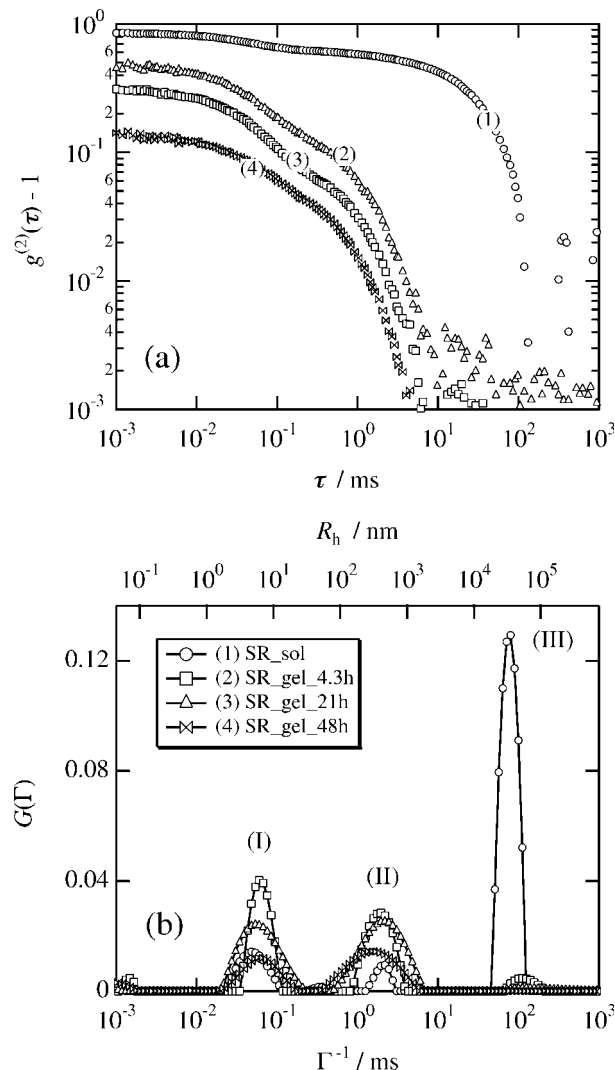 10^0
6
4
2
10^-1
6
4
2
10^-2
6
4
2
10^-3
g^(2)(τ) - 1
(1)
(2)
(3)
(4)
(a)
10^-3 10^-2 10^-1 10^0 10^1 10^2 10^3
τ / ms
R_h / nm
10^-1 10^0 10^1 10^2 10^3 10^4 10^5
(1) SR_sol
(2) SR_gel_4.3h
(3) SR_gel_21h
(4) SR_gel_48h
(III)
0.12
0.08
0.04
0
G(Γ)
(I)
(II)
(b)
10^-3 10^-2 10^-1 10^0 10^1 10^2 10^3
Γ^-1 / ms